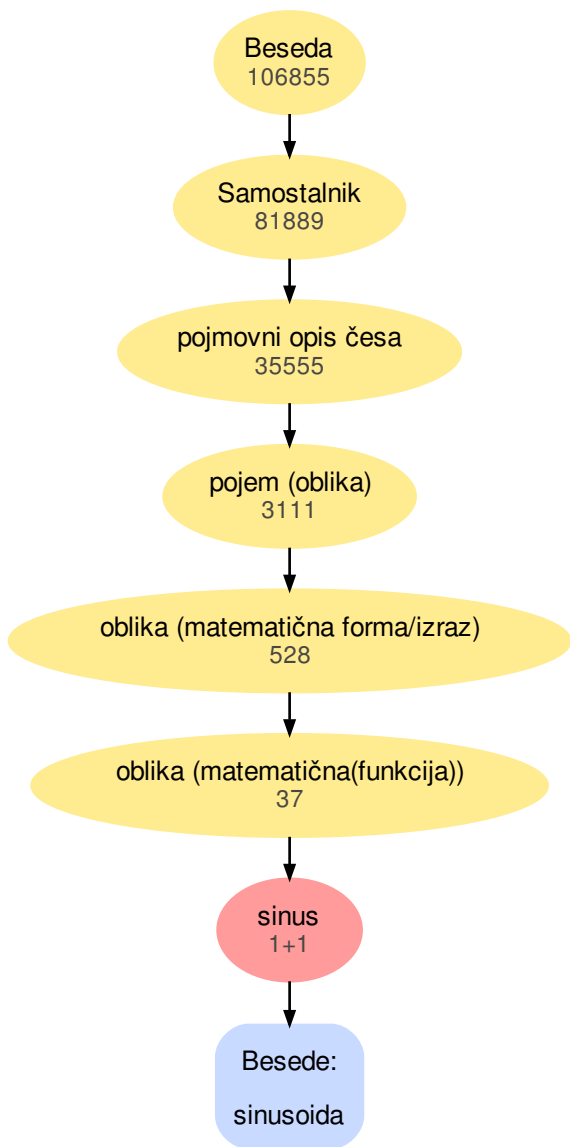 Beseda
106855
Samostalnik
81889
pojmovni opis česa
35555
pojem (oblika)
3111
oblika (matematična forma/izraz)
528
oblika (matematična(funkcija))
37
sinus
1+1
Besede:
sinusoida